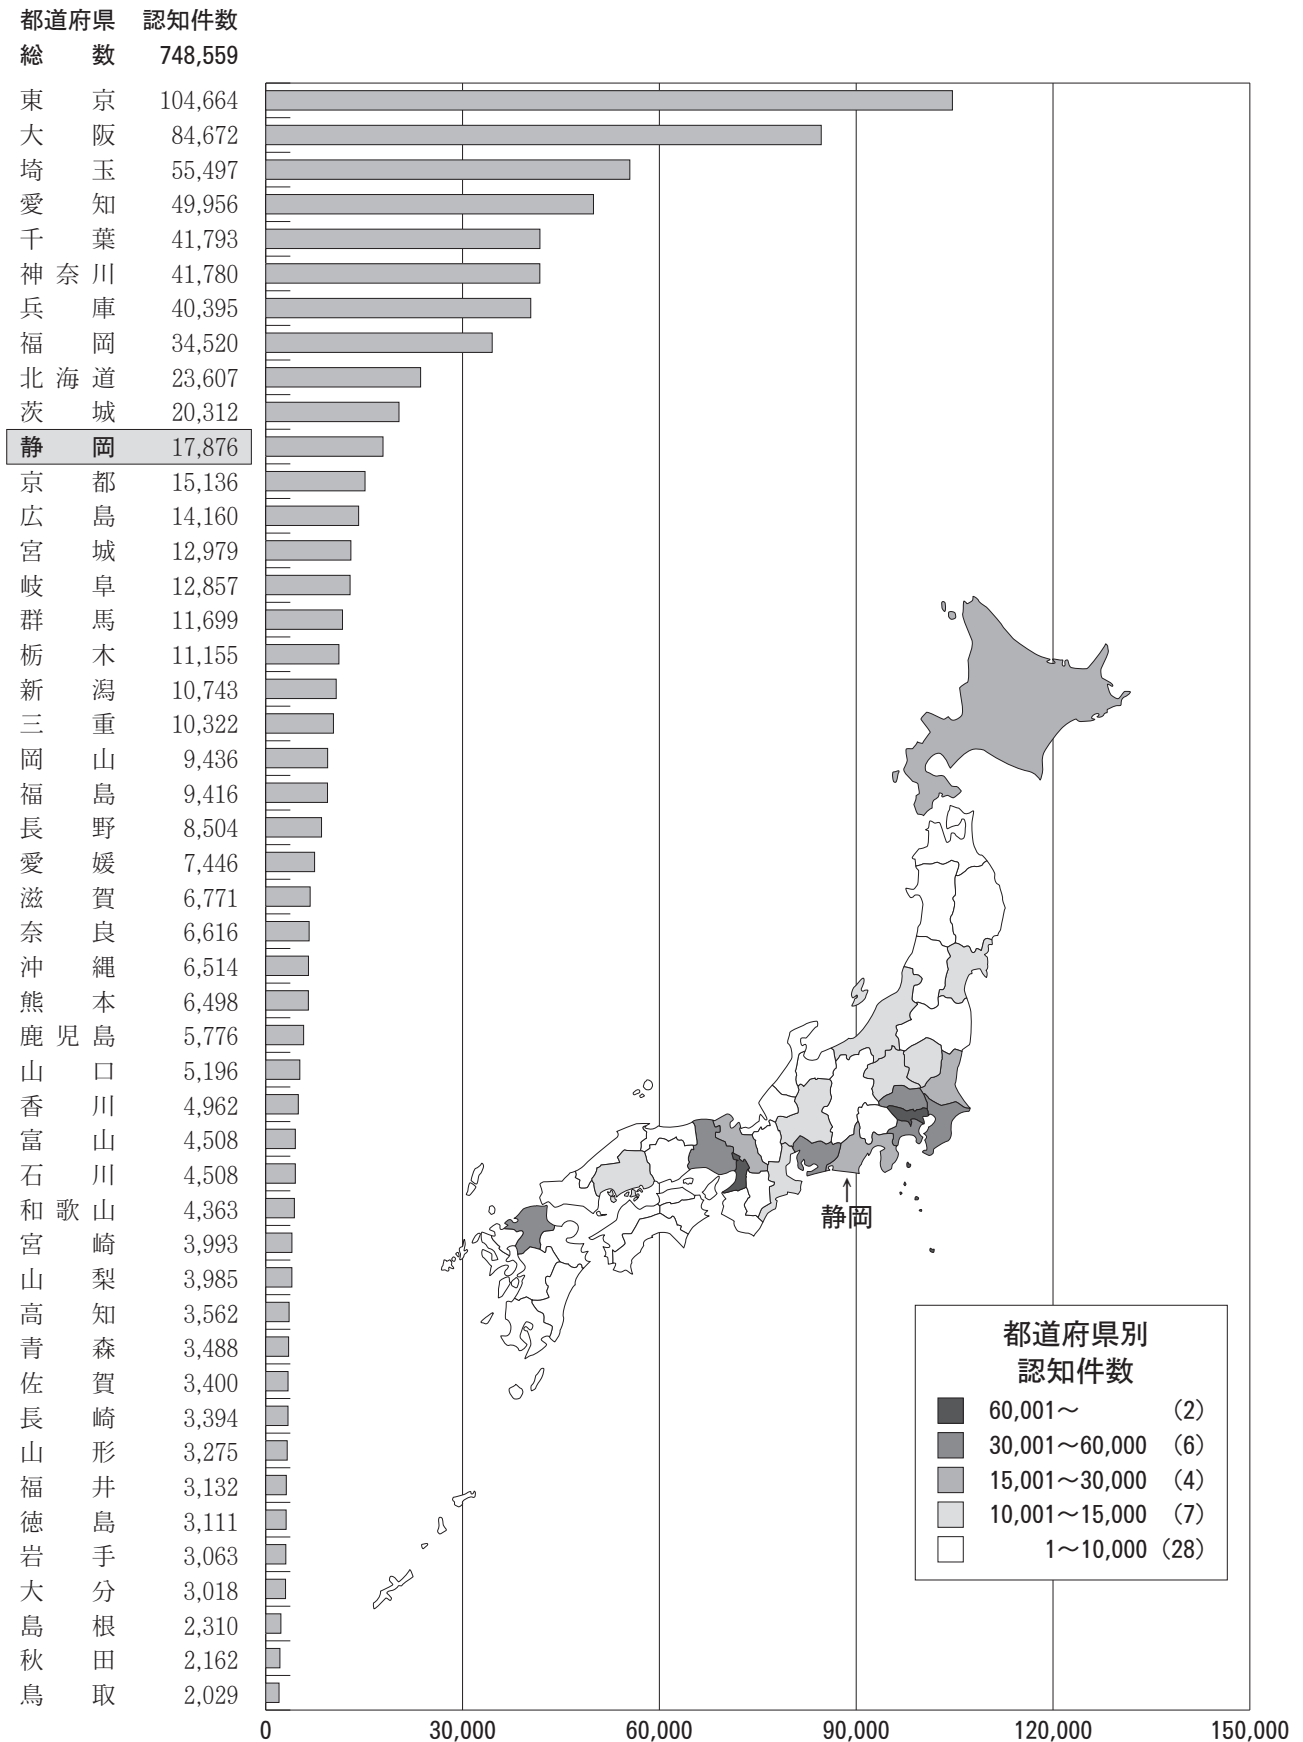 都道府県 認知件数
総数 748,559
東京 104,664
大阪 84,672
埼玉 55,497
愛知 49,956
千葉 41,793
神奈川 41,780
兵庫 40,395
福岡 34,520
北海道 23,607
茨城 20,312
静岡 17,876
京都 15,136
広島 14,160
宮城 12,979
岐阜 12,857
群馬 11,699
栃木 11,155
新潟 10,743
三重 10,322
岡山 9,436
福島 9,416
長野 8,504
愛媛 7,446
滋賀 6,771
奈良 6,616
沖縄 6,514
熊本 6,498
鹿児島 5,776
山口 5,196
香川 4,962
富山 4,508
石川 4,508
和歌山 4,363
宮崎 3,993
山梨 3,985
高知 3,562
青森 3,488
佐賀 3,400
長崎 3,394
山形 3,275
福井 3,132
徳島 3,111
岩手 3,063
大分 3,018
島根 2,310
秋田 2,162
鳥取 2,029
0 30,000 60,000 90,000 120,000 150,000
静岡
都道府県別
認知件数
60,001～ （2）
30,001～60,000 （6）
15,001～30,000 （4）
10,001～15,000 （7）
1～10,000 （28）